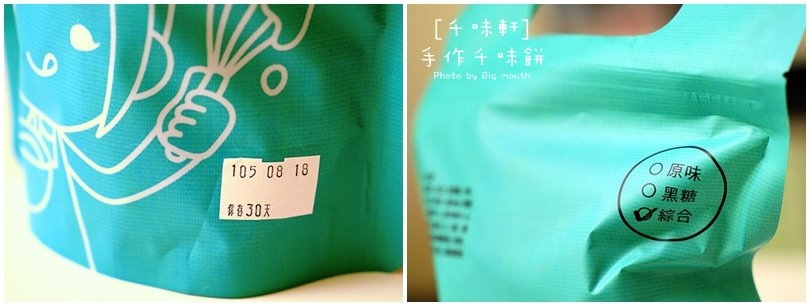 105 08 18
保存30天
[千味軒]
手作千味餅
Photo by Big mouth
原味
黑糖
綜合